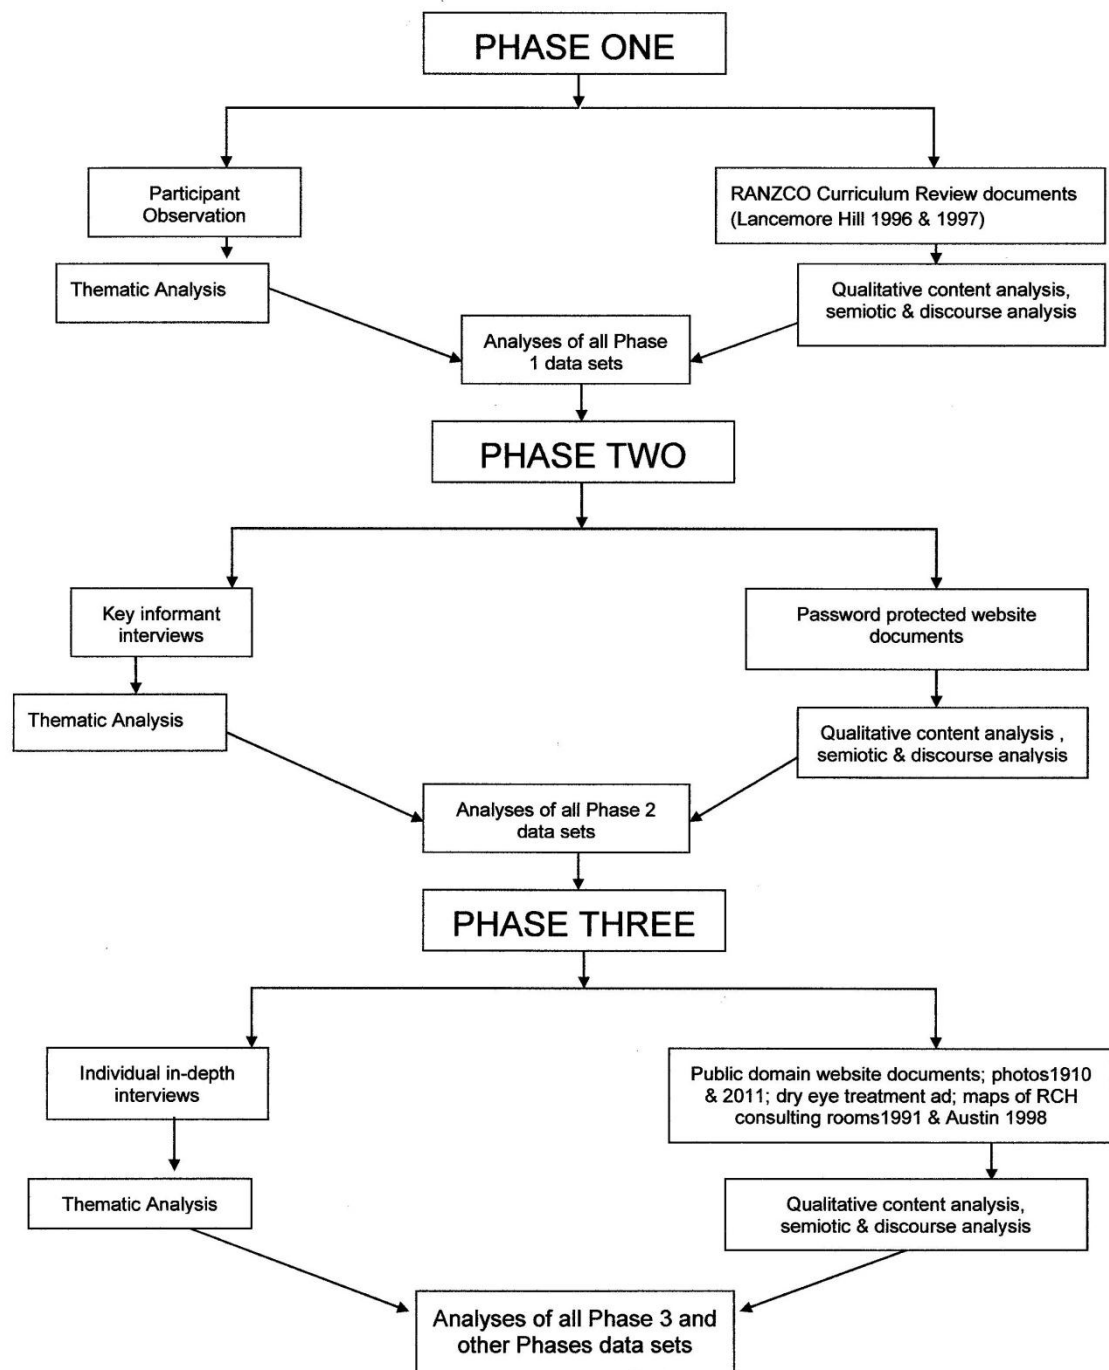 PHASE ONE
Participant
Observation
RANZCO Curriculum Review documents
(Lancemore Hill 1996 & 1997)
Thematic Analysis
Qualitative content analysis,
semiotic & discourse analysis
Analyses of all Phase
1 data sets
PHASE TWO
Key informant
interviews
Password protected website
documents
Thematic Analysis
Qualitative content analysis ,
semiotic & discourse analysis
Analyses of all Phase 2
data sets
PHASE THREE
Individual in-depth
interviews
Public domain website documents; photos1910
& 2011; dry eye treatment ad; maps of RCH
consulting rooms1991 & Austin 1998
Thematic Analysis
Qualitative content analysis,
semiotic & discourse analysis
Analyses of all Phase 3 and
other Phases data sets